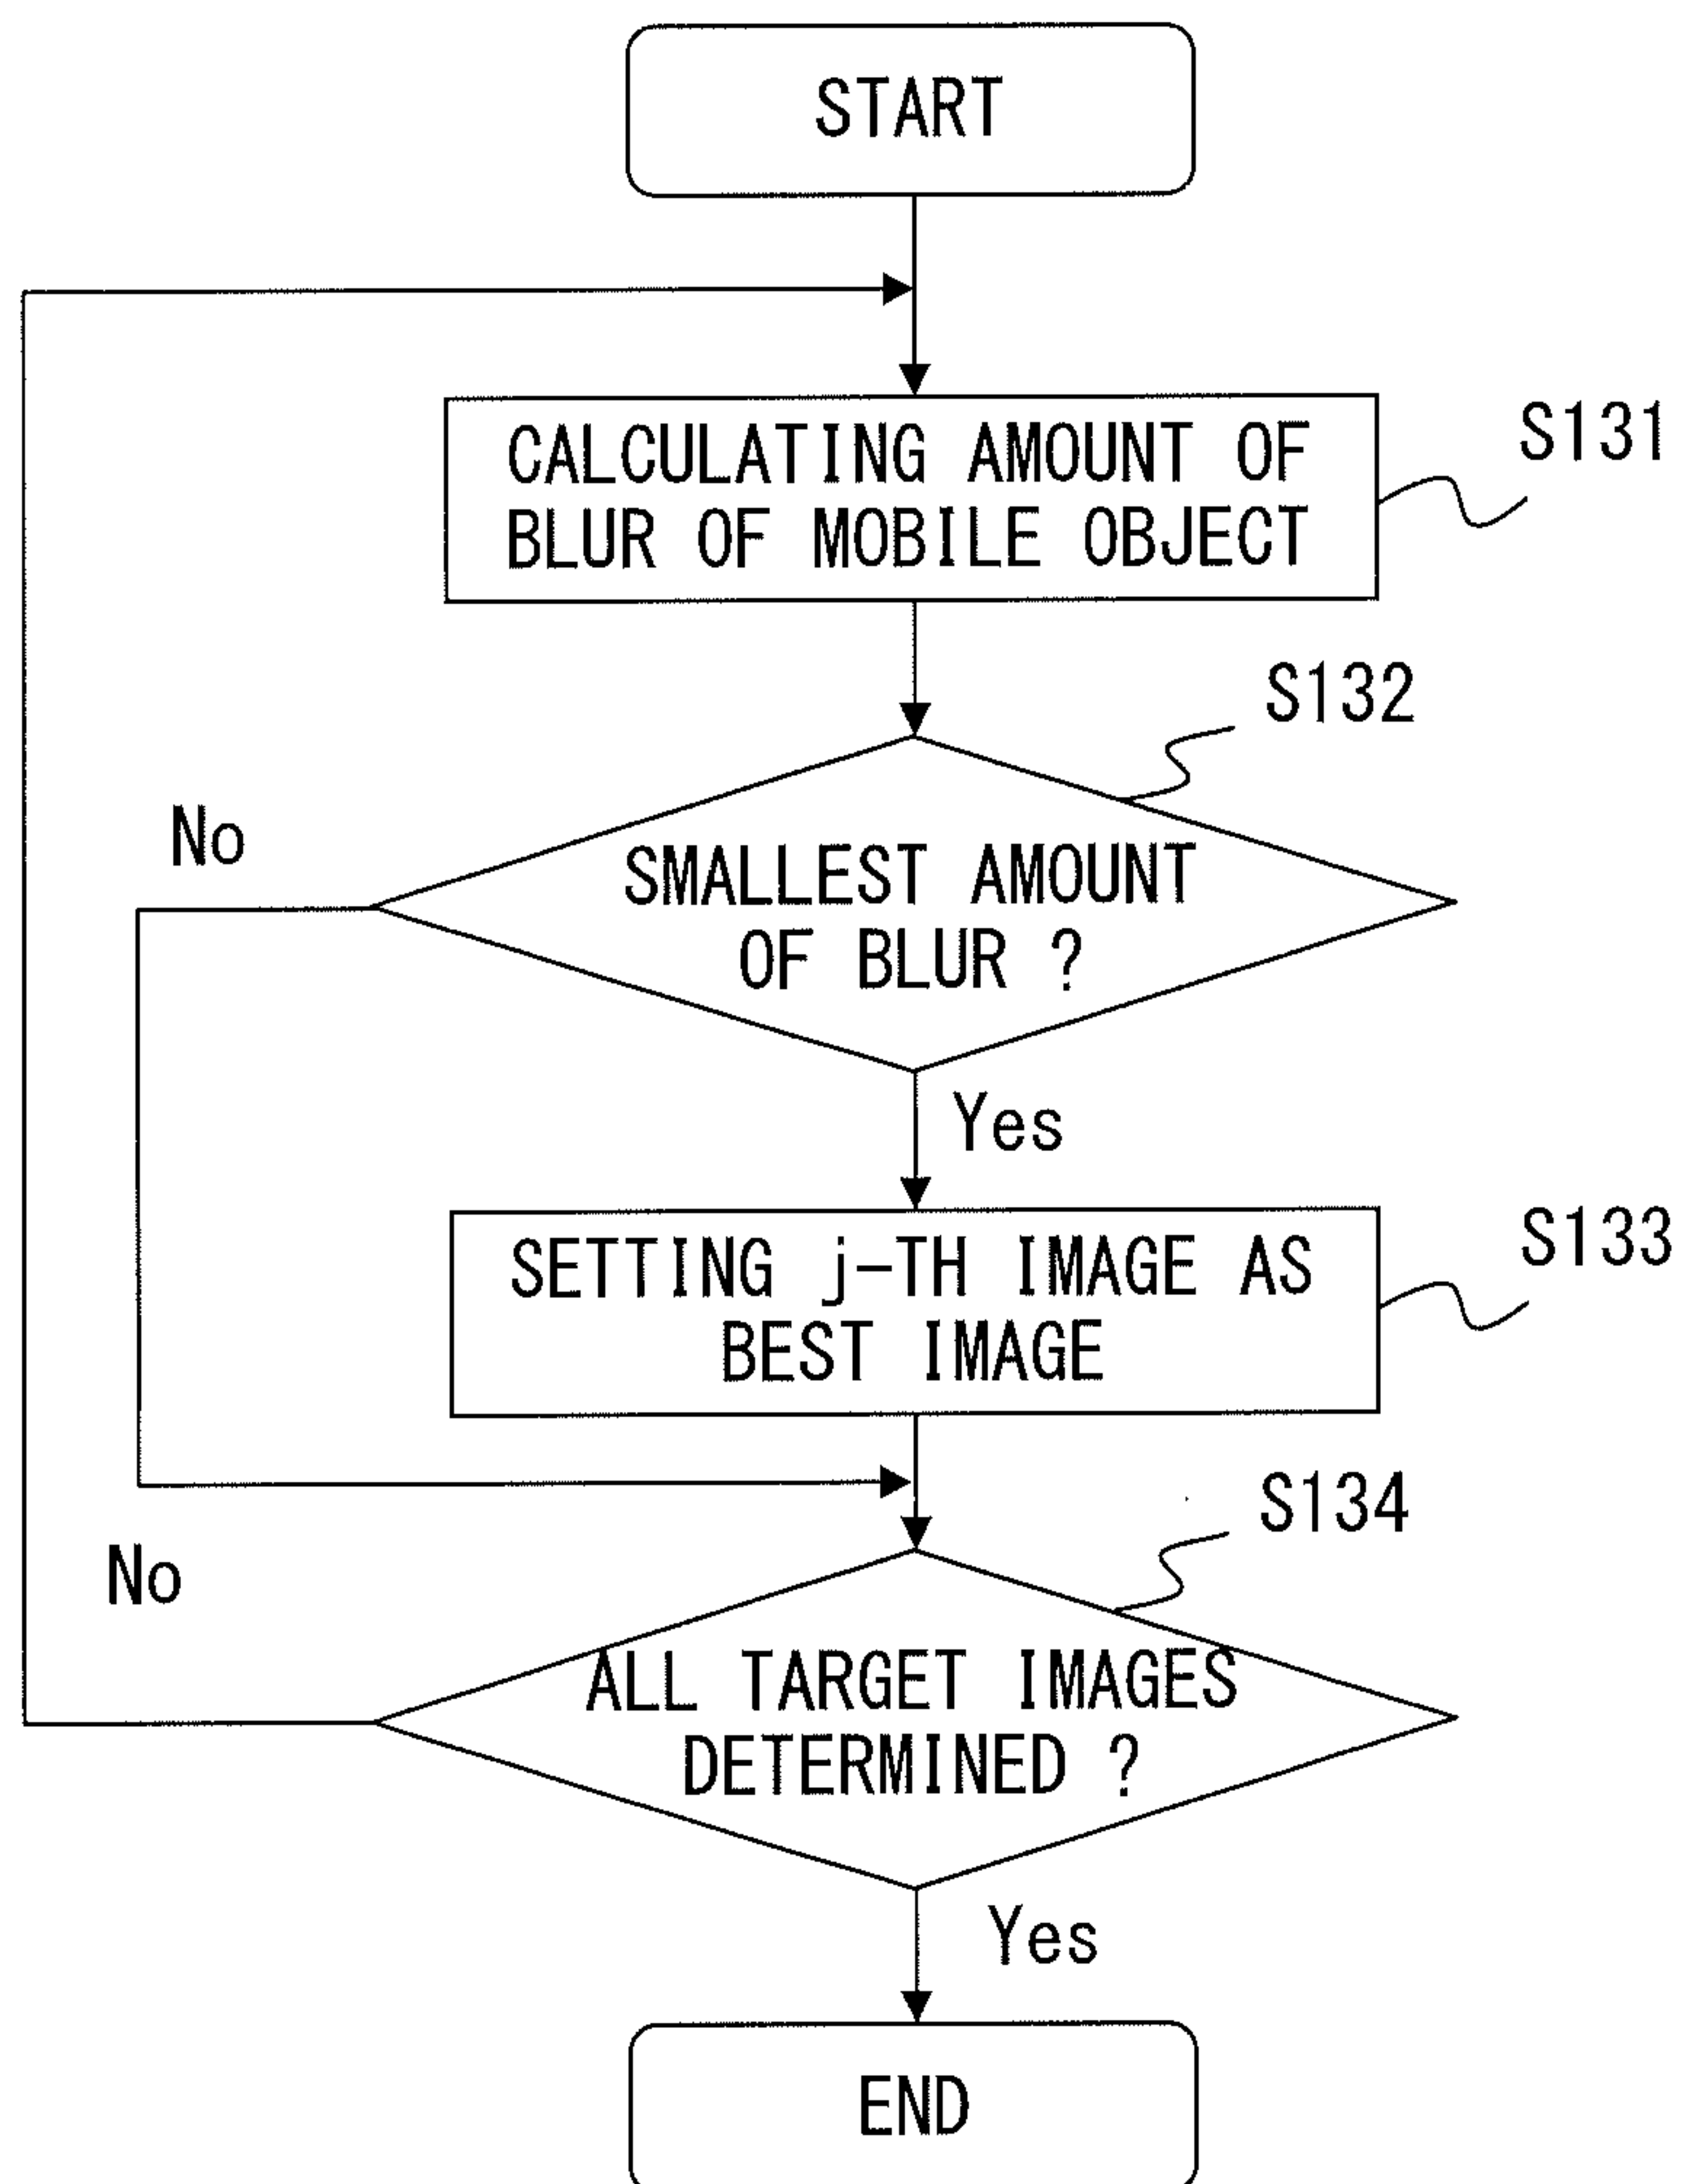 START
CALCULATING AMOUNT OF
BLUR OF MOBILE OBJECT
S131
S132
No
SMALLEST AMOUNT
OF BLUR ?
Yes
SETTING j-TH IMAGE AS
BEST IMAGE
S133
S134
No
ALL TARGET IMAGES
DETERMINED ?
Yes
END